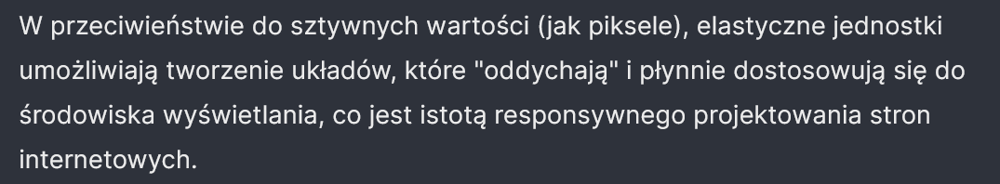 W przeciwieństwie do sztywnych wartości (jak piksele), elastyczne jednostki
umożliwiają tworzenie układów, które "oddychają" i płynnie dostosowują się do
środowiska wyświetlania, co jest istotą responsywnego projektowania stron
internetowych.